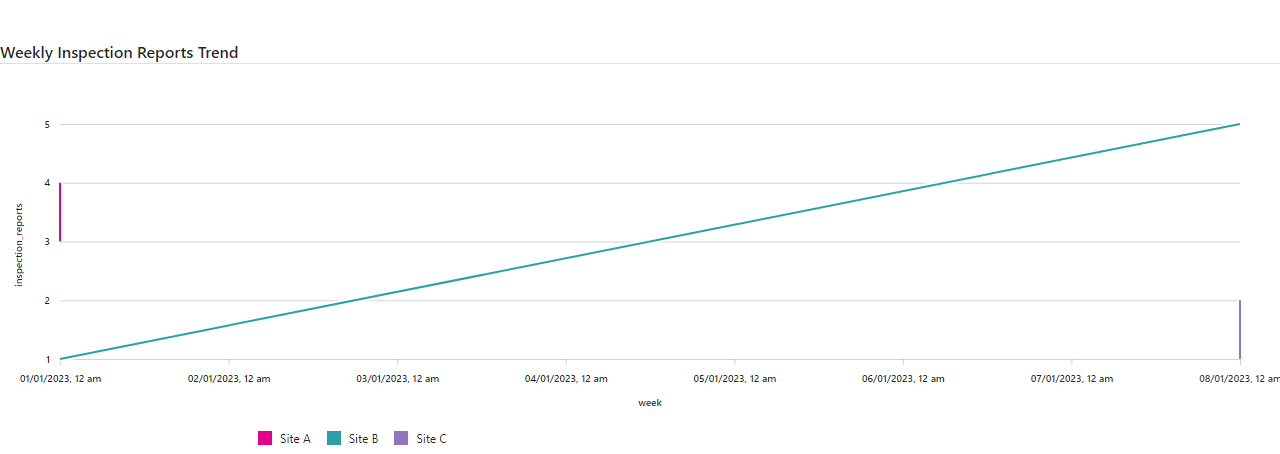 Weekly Inspection Reports Trend
5
4
3
2
1
inspection_reports
01/01/2023, 12 am 02/01/2023, 12 am 03/01/2023, 12 am 04/01/2023, 12 am 05/01/2023, 12 am 06/01/2023, 12 am 07/01/2023, 12 am 08/01/2023, 12 am
week
Site A Site B Site C